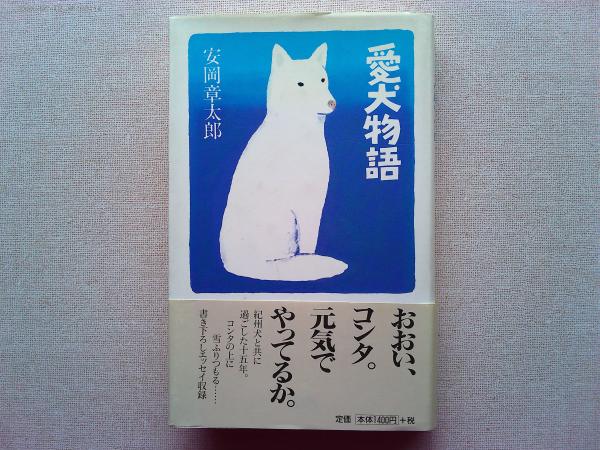 愛犬物語
安岡章太郎
おおい、
コンタ。
元気で
やってるか。
紀州犬と共に
過ごした十五年。
コンタの上に
雪ふりつもる……
書き下ろしエッセイ収録
定価 本体1400円+税